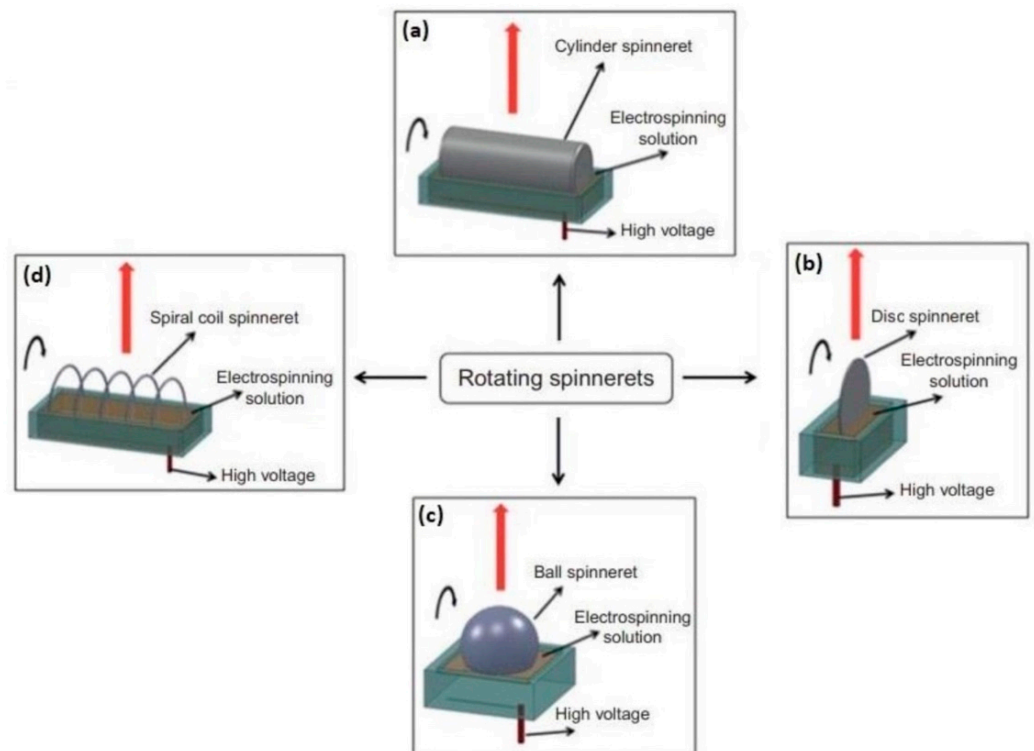 (a)
Cylinder spinneret
Electrospinning
solution
High voltage
(d)
Spiral coil spinneret
Electrospinning
solution
High voltage
Rotating spinnerets
(b)
Disc spinneret
Electrospinning
solution
High voltage
(c)
Ball spinneret
Electrospinning
solution
High voltage